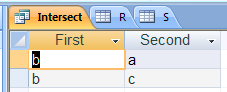 Intersect R S
First Second
b a
b c